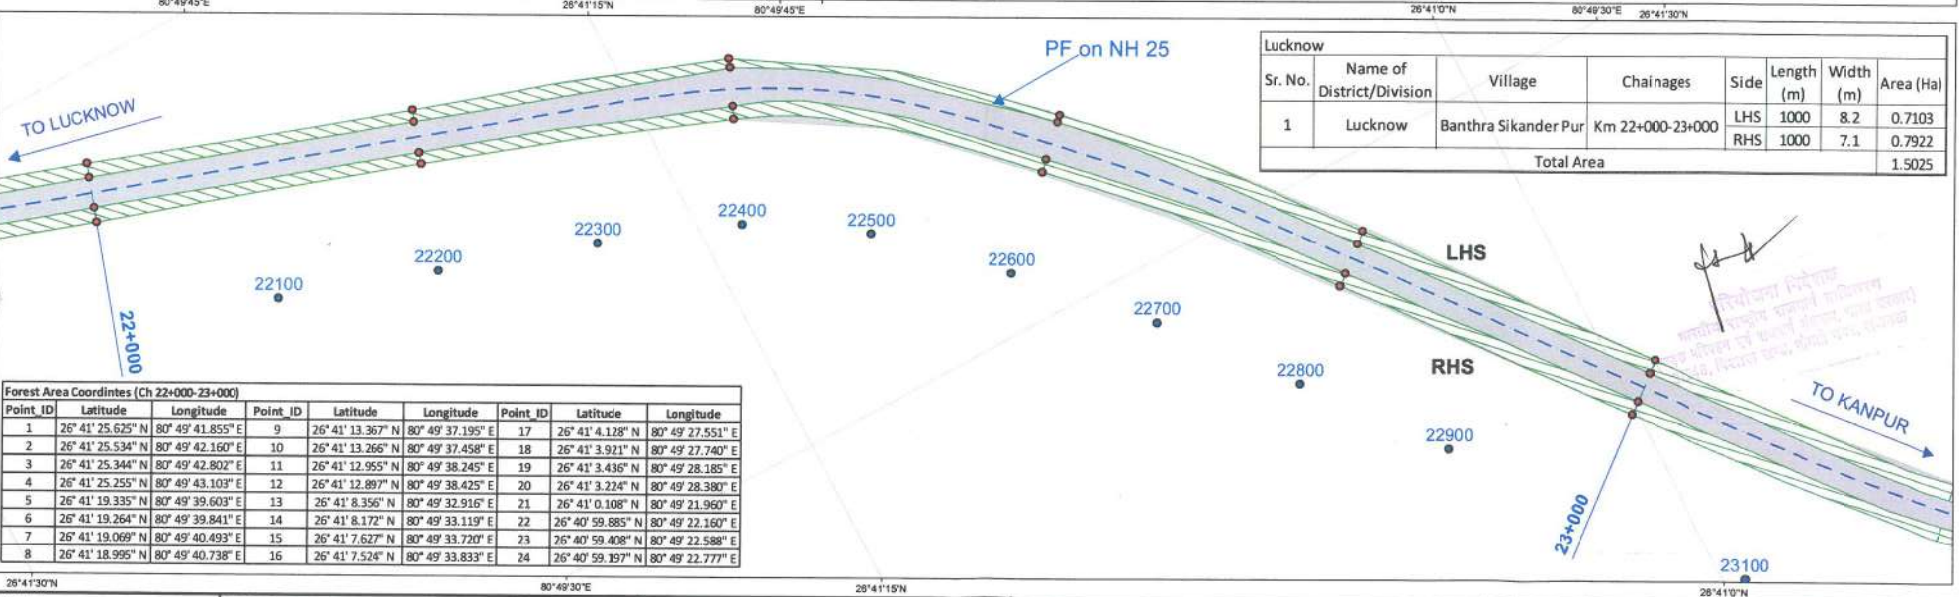 80°49'45"E 26°41'15"N 80°49'45"E 26°41'0"N 80°49'30"E 26°41'30"N
PF on NH 25
TO LUCKNOW
Lucknow
Sr. No. Name of District/Division Village Chainages Side Length (m) Width (m) Area (Ha)
1 Lucknow Banthra Sikander Pur Km 22+000-23+000 LHS 1000 8.2 0.7103
RHS 1000 7.1 0.7922
Total Area 1.5025
22100
22200
22300
22400
22500
22600
22700
22800
22900
23100
LHS
RHS
22+000
23+000
TO KANPUR
Forest Area Coordintes (Ch 22+000-23+000)
Point_ID Latitude Longitude Point_ID Latitude Longitude Point_ID Latitude Longitude
1 26° 41' 25.625" N 80° 49' 41.855" E 9 26° 41' 13.367" N 80° 49' 37.195" E 17 26° 41' 4.128" N 80° 49' 27.551" E
2 26° 41' 25.534" N 80° 49' 42.160" E 10 26° 41' 13.266" N 80° 49' 37.458" E 18 26° 41' 3.921" N 80° 49' 27.740" E
3 26° 41' 25.344" N 80° 49' 42.802" E 11 26° 41' 12.955" N 80° 49' 38.245" E 19 26° 41' 3.436" N 80° 49' 28.185" E
4 26° 41' 25.255" N 80° 49' 43.103" E 12 26° 41' 12.897" N 80° 49' 38.425" E 20 26° 41' 3.224" N 80° 49' 28.380" E
5 26° 41' 19.335" N 80° 49' 39.603" E 13 26° 41' 8.356" N 80° 49' 32.916" E 21 26° 41' 0.108" N 80° 49' 21.960" E
6 26° 41' 19.264" N 80° 49' 39.841" E 14 26° 41' 8.172" N 80° 49' 33.119" E 22 26° 40' 59.885" N 80° 49' 22.160" E
7 26° 41' 19.069" N 80° 49' 40.493" E 15 26° 41' 7.627" N 80° 49' 33.720" E 23 26° 40' 59.408" N 80° 49' 22.588" E
8 26° 41' 18.995" N 80° 49' 40.738" E 16 26° 41' 7.524" N 80° 49' 33.833" E 24 26° 40' 59.197" N 80° 49' 22.777" E
26°41'30"N 80°49'30"E 26°41'15"N 26°41'0"N